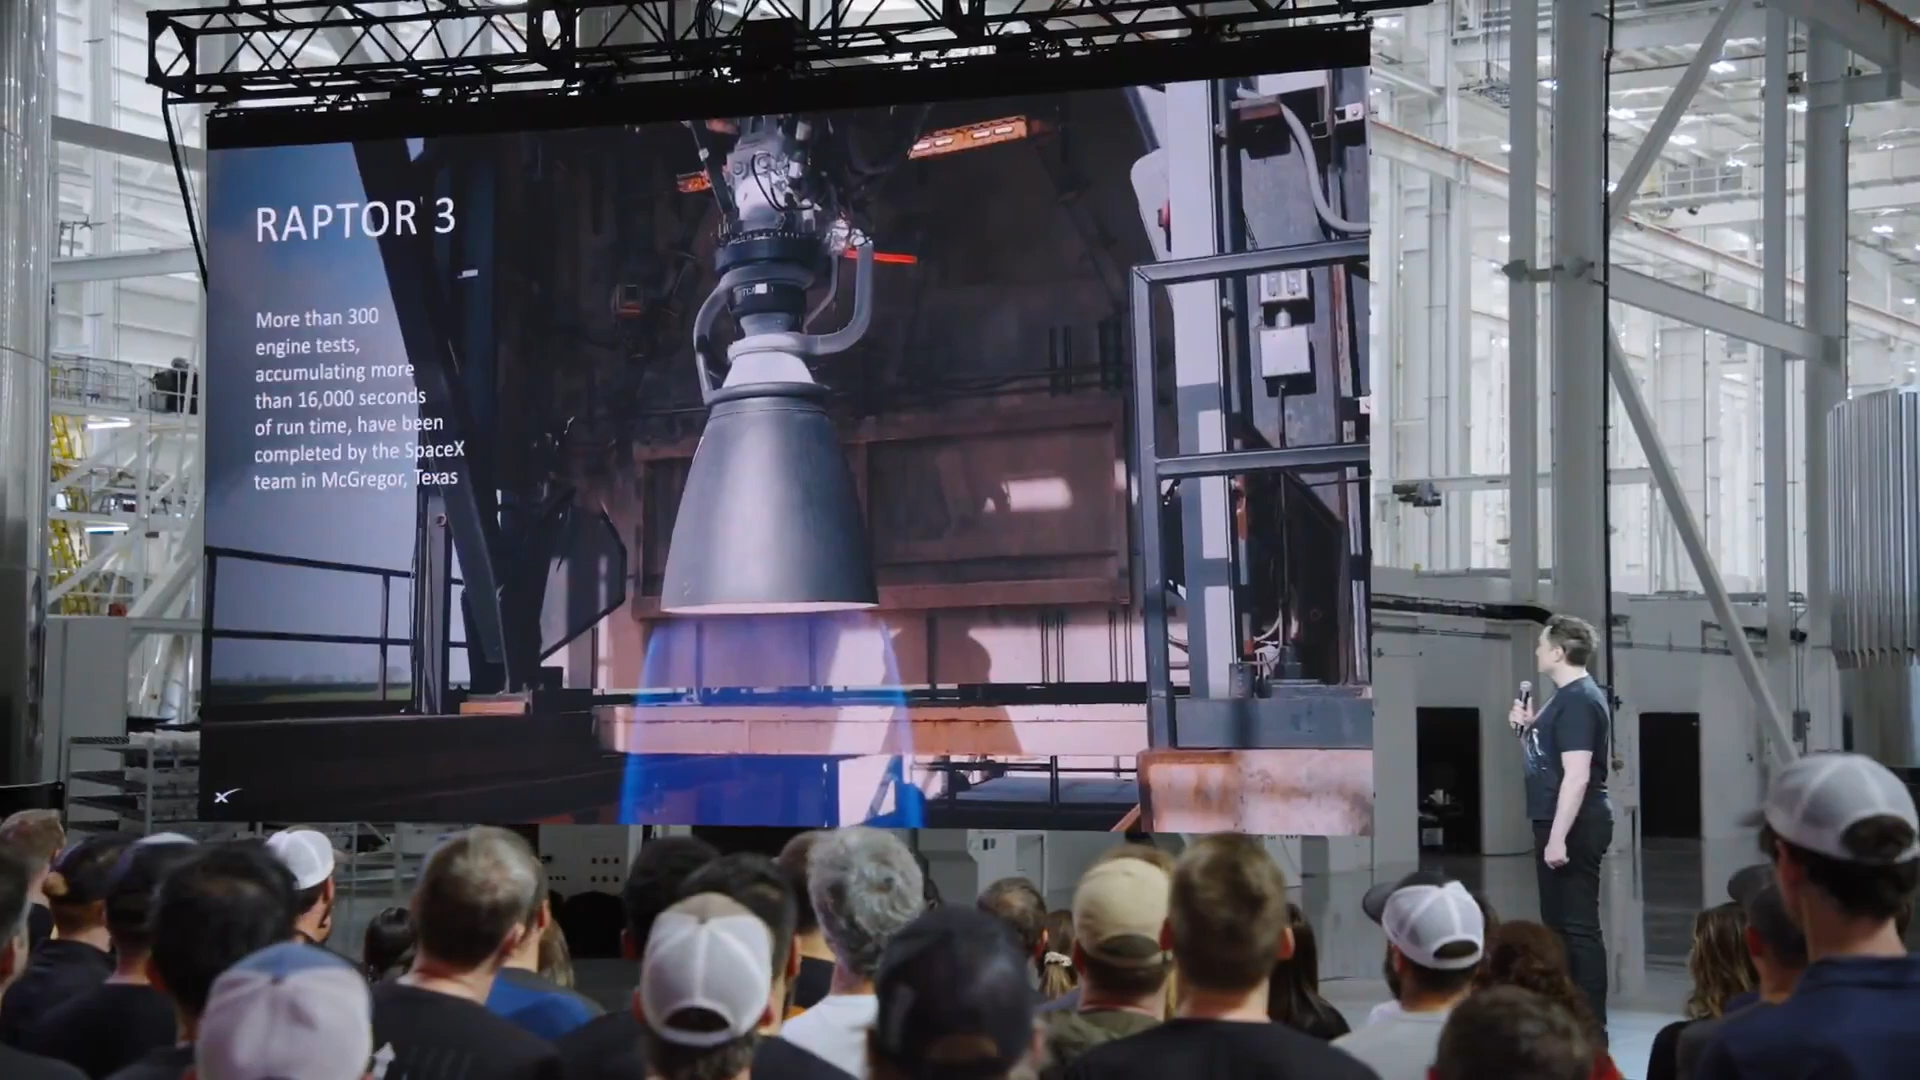 RAPTOR 3
More than 300
engine tests,
accumulating more
than 16,000 seconds
of run time, have been
completed by the SpaceX
team in McGregor, Texas